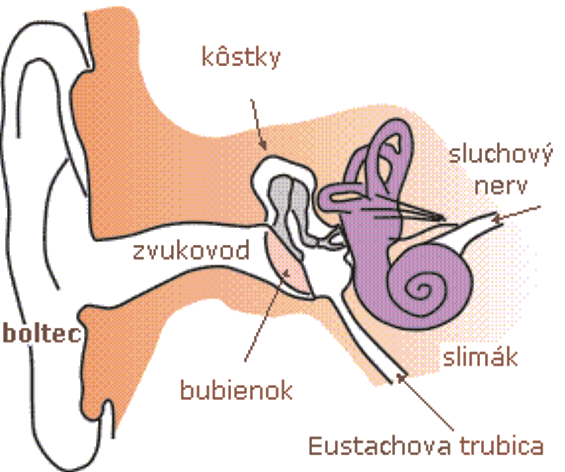 kôstky
sluchový
nerv
zvukovod
boltec
slimák
bubienok
Eustachova trubica